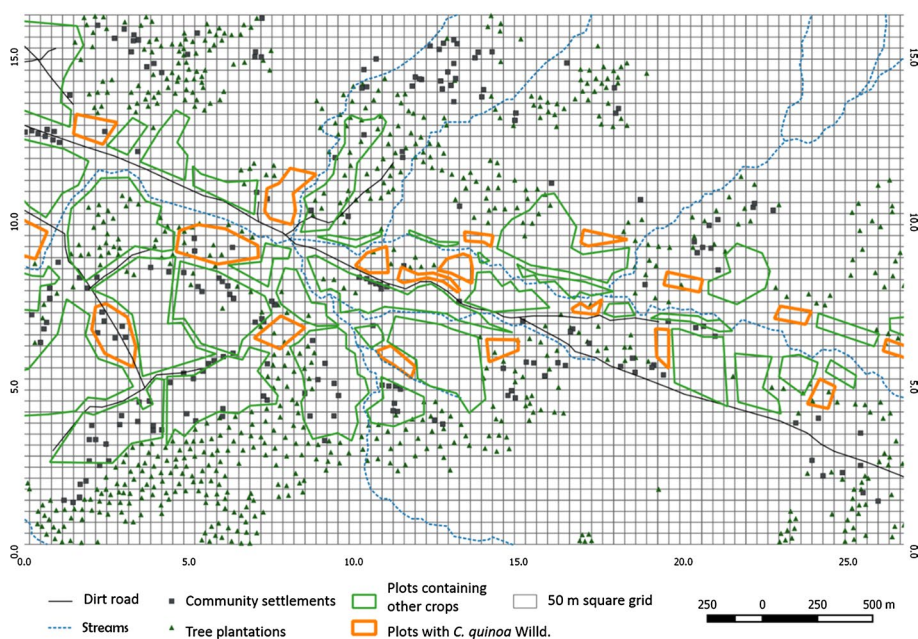 15.0
15.0
10.0
10.0
5.0
5.0
0.0
0.0
0.0
5.0
10.0
15.0
20.0
25.0
Dirt road
Community settlements
Plots containing
other crops
50 m square grid
250 0 250 500 m
Streams
Tree plantations
Plots with C. quinoa Willd.